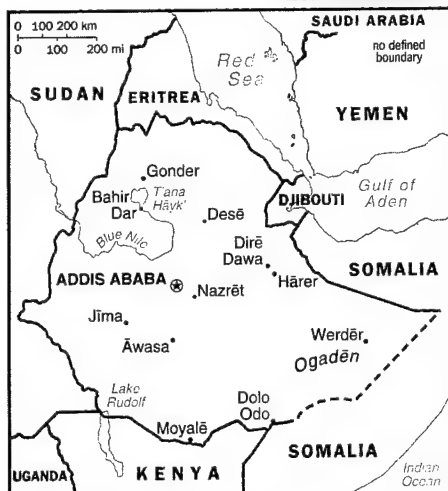 0 100 200 km
0 100 200 mi
SAUDI ARABIA
no defined
boundary
Red
Sea
SUDAN
ERITREA
YEMEN
Gonder
T'ana
Hāyk'
Bahir
Dar
DJIBOUTI
Gulf of
Aden
Desē
Blue Nile
Dirē
Dawa
Hārer
ADDIS ABABA
Nazrēt
SOMALIA
Jīma
Āwasa
Werdēr
Ogadēn
Lake
Rudolf
Dolo
Odo
Moyalē
SOMALIA
UGANDA
KENYA
Indian
Ocean